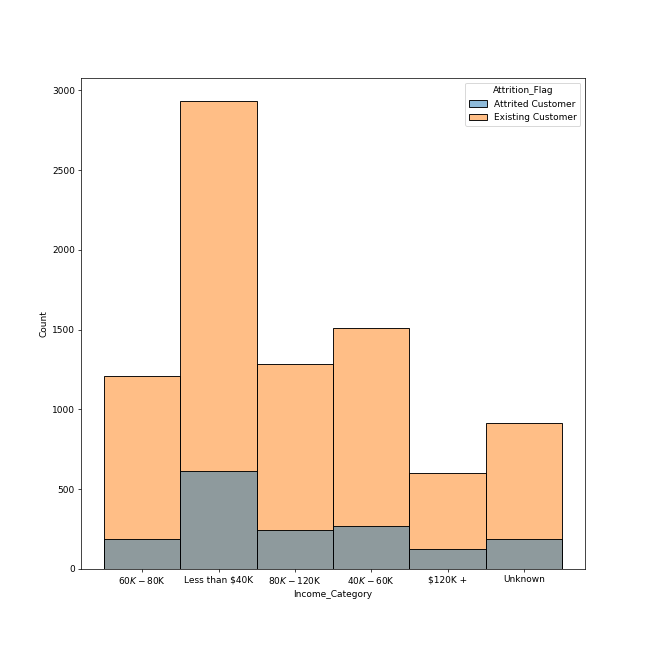 Attrition_Flag
Attrited Customer
Existing Customer
3000
2500
2000
1500
1000
500
0
Count
60K − 80K
Less than $40K
80K − 120K
40K − 60K
$120K +
Unknown
Income_Category